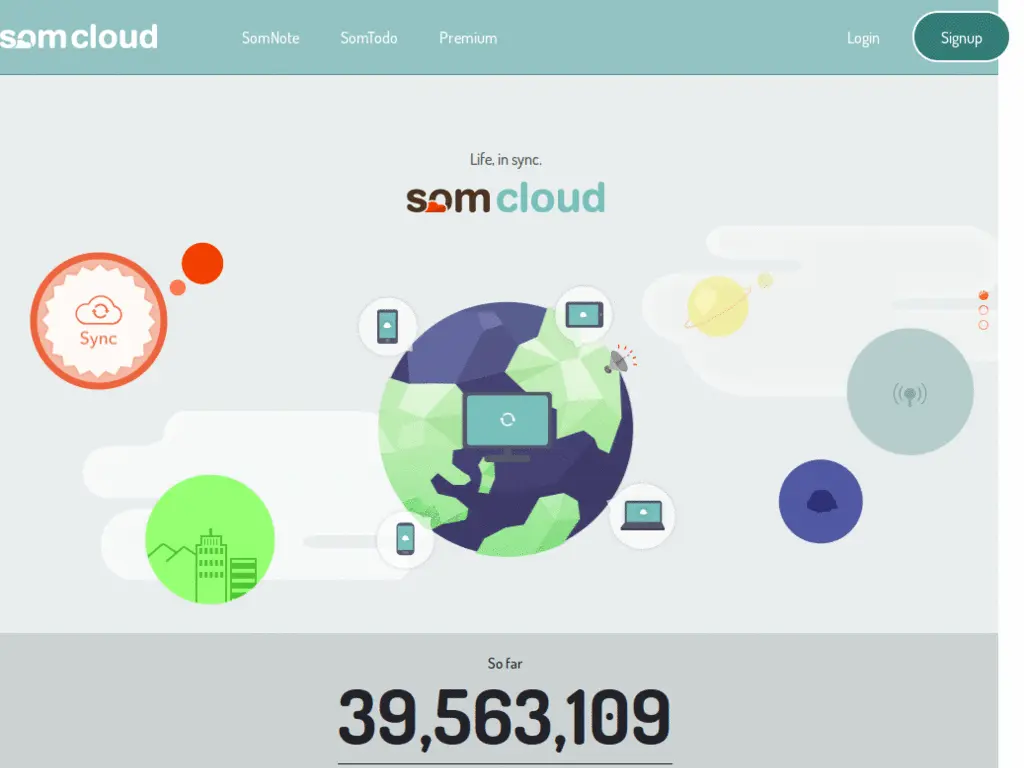 somcloud SomNote SomTodo Premium Login Signup
Life, in sync.
somcloud
Sync
So far
39,563,109